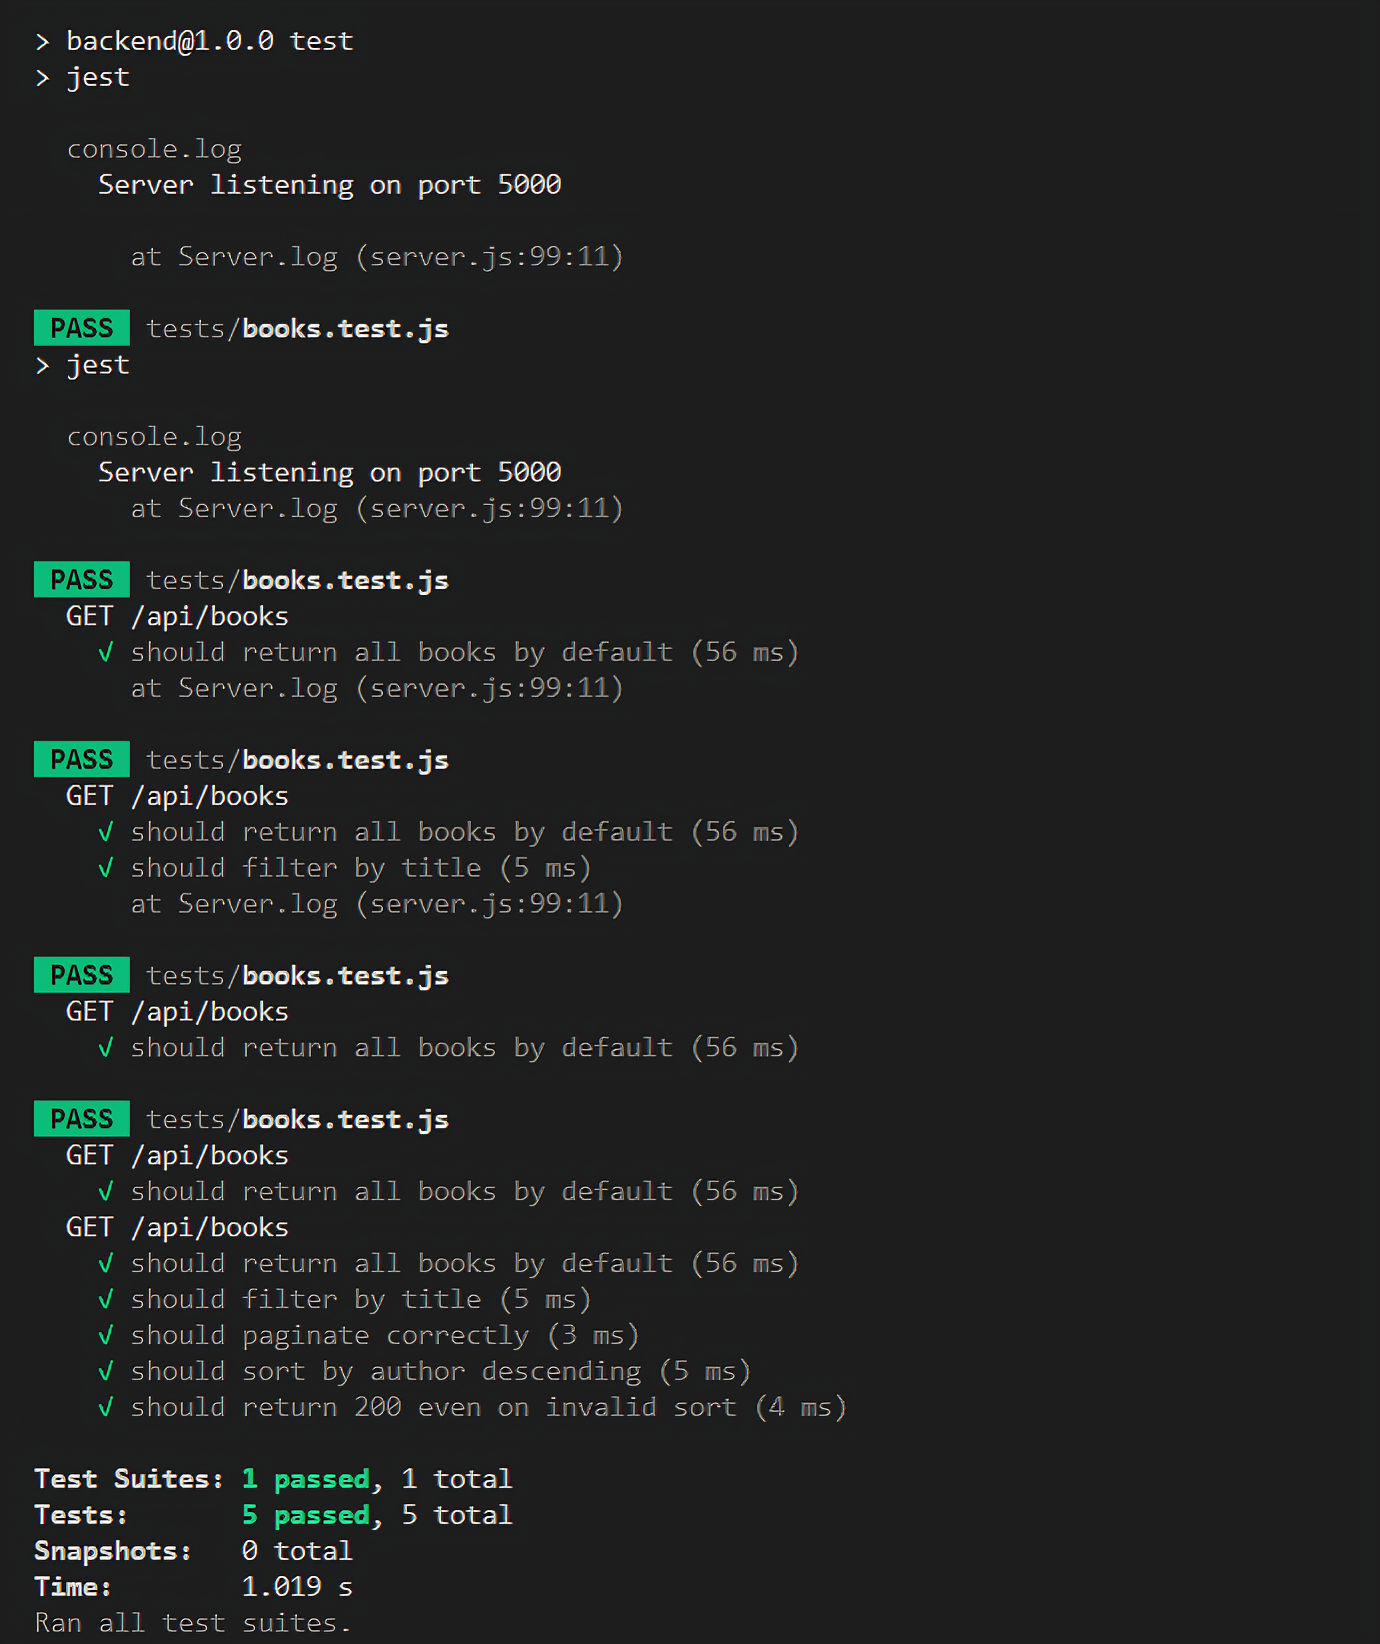 > backend@1.0.0 test
> jest
console.log
Server listening on port 5000
at Server.log (server.js:99:11)
PASS tests/books.test.js
> jest
console.log
Server listening on port 5000
at Server.log (server.js:99:11)
PASS tests/books.test.js
GET /api/books
√ should return all books by default (56 ms)
at Server.log (server.js:99:11)
PASS tests/books.test.js
GET /api/books
√ should return all books by default (56 ms)
√ should filter by title (5 ms)
at Server.log (server.js:99:11)
PASS tests/books.test.js
GET /api/books
√ should return all books by default (56 ms)
PASS tests/books.test.js
GET /api/books
√ should return all books by default (56 ms)
GET /api/books
√ should return all books by default (56 ms)
√ should filter by title (5 ms)
√ should paginate correctly (3 ms)
√ should sort by author descending (5 ms)
√ should return 200 even on invalid sort (4 ms)
Test Suites: 1 passed, 1 total
Tests: 5 passed, 5 total
Snapshots: 0 total
Time: 1.019 s
Ran all test suites.